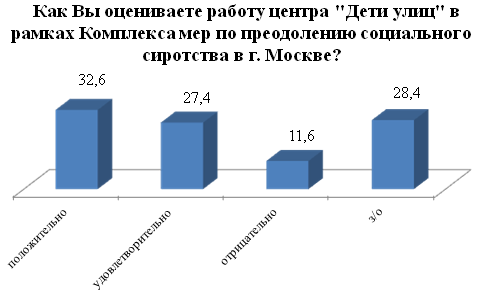 Как Вы оцениваете работу центра "Дети улиц" в
рамках Комплекса мер по преодолению социального
сиротства в г. Москве?
32,6
27,4
11,6
28,4
положительно
удовлетворительно
отрицательно
з/о